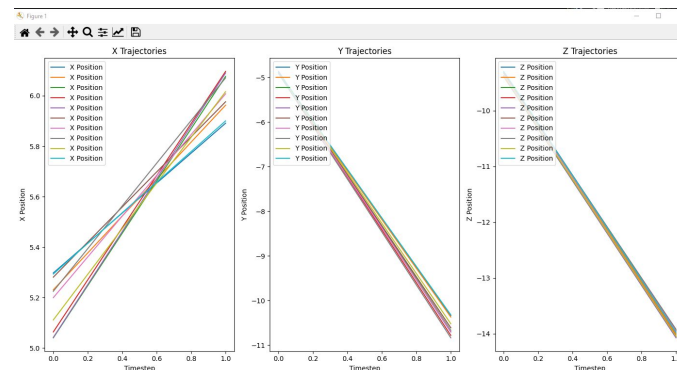 Figure 1
X Trajectories
X Position
X Position
X Position
X Position
X Position
X Position
X Position
X Position
X Position
X Position
6.0
5.8
5.6
5.4
5.2
5.0
X Position
0.0 0.2 0.4 0.6 0.8 1.0
Timestep
Y Trajectories
Y Position
Y Position
Y Position
Y Position
Y Position
Y Position
Y Position
Y Position
Y Position
Y Position
−5
−6
−7
−8
−9
−10
−11
Y Position
0.0 0.2 0.4 0.6 0.8 1.0
Timestep
Z Trajectories
Z Position
Z Position
Z Position
Z Position
Z Position
Z Position
Z Position
Z Position
Z Position
Z Position
−10
−11
−12
−13
−14
Z Position
0.0 0.2 0.4 0.6 0.8
Timestep